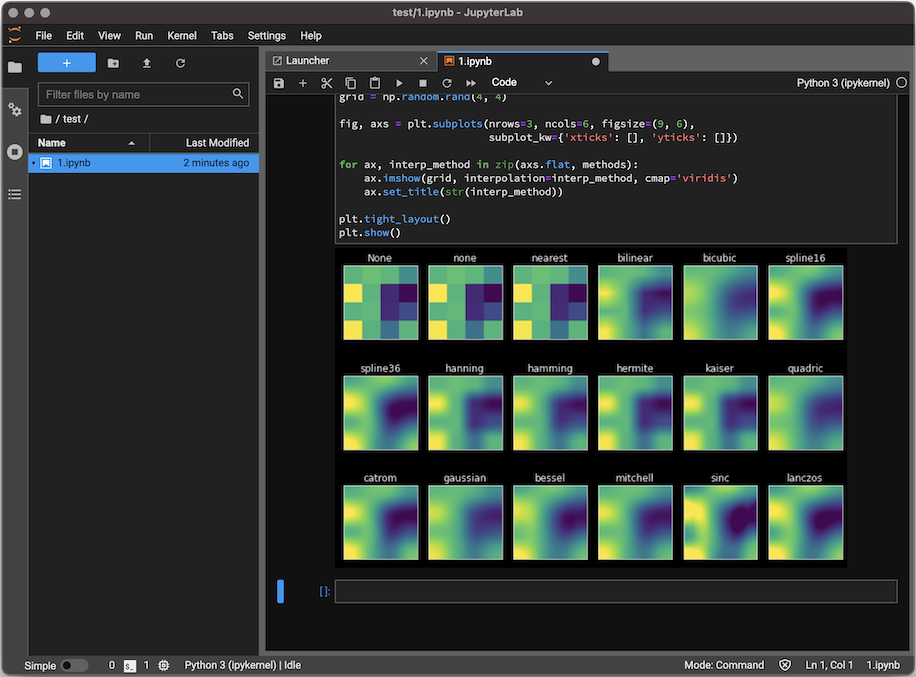 test/1.ipynb - JupyterLab
File Edit View Run Kernel Tabs Settings Help
+
Filter files by name
/ test /
Name Last Modified
1.ipynb 2 minutes ago
Launcher
1.ipynb
Code
Python 3 (ipykernel)
grid = np.random.rand(4, 4)
fig, axs = plt.subplots(nrows=3, ncols=6, figsize=(9, 6),
subplot_kw={'xticks': [], 'yticks': []})
for ax, interp_method in zip(axs.flat, methods):
ax.imshow(grid, interpolation=interp_method, cmap='viridis')
ax.set_title(str(interp_method))
plt.tight_layout()
plt.show()
None none nearest bilinear bicubic spline16
spline36 hanning hamming hermite kaiser quadric
catrom gaussian bessel mitchell sinc lanczos
[]:
Simple 0 1 Python 3 (ipykernel) | Idle Mode: Command Ln 1, Col 1 1.ipynb